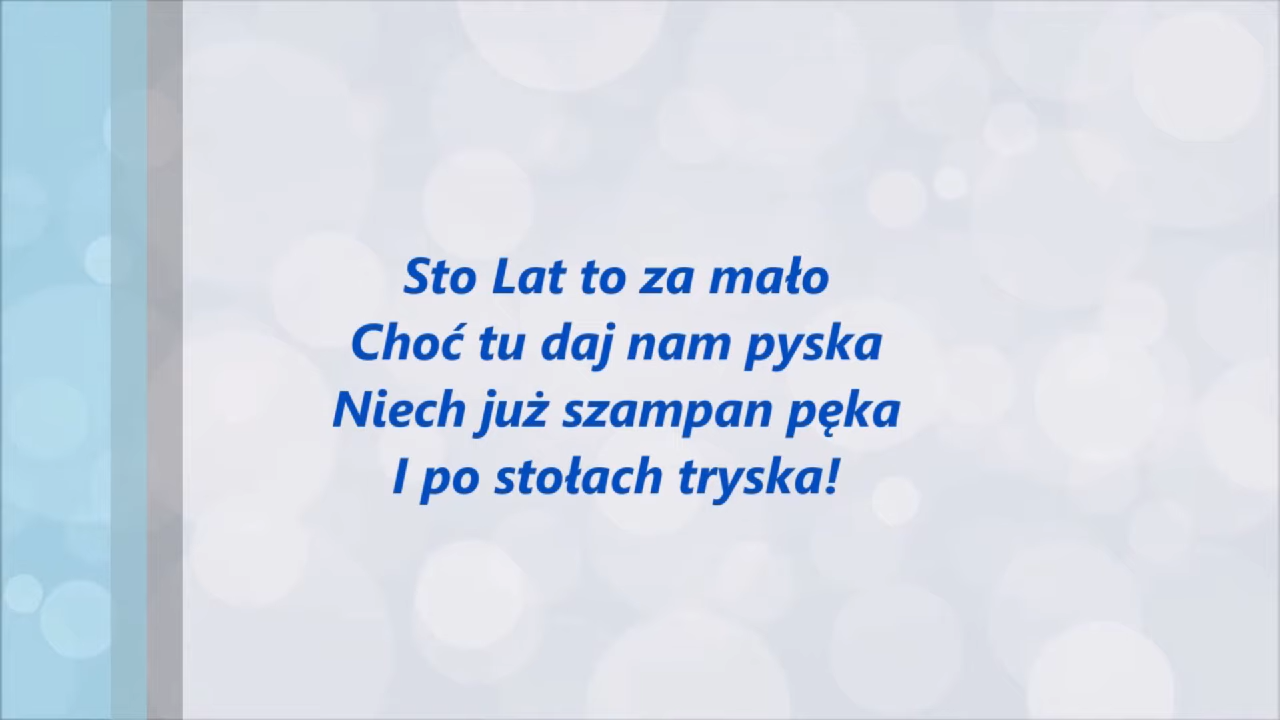 Sto Lat to za mało
Choć tu daj nam pyska
Niech już szampan pęka
I po stołach tryska!